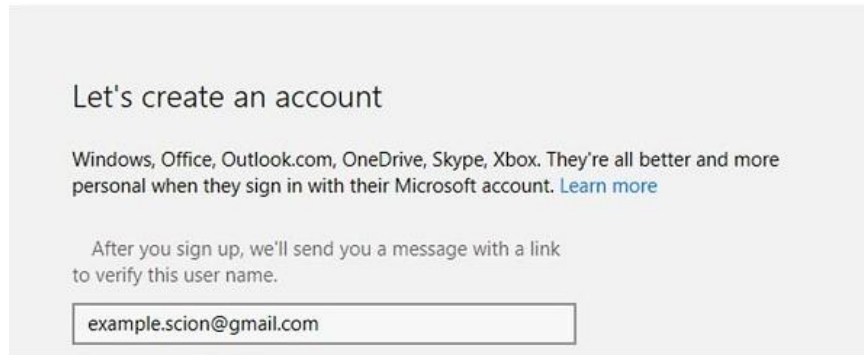 Let's create an account
Windows, Office, Outlook.com, OneDrive, Skype, Xbox. They're all better and more
personal when they sign in with their Microsoft account. Learn more
After you sign up, we'll send you a message with a link
to verify this user name.
example.scion@gmail.com